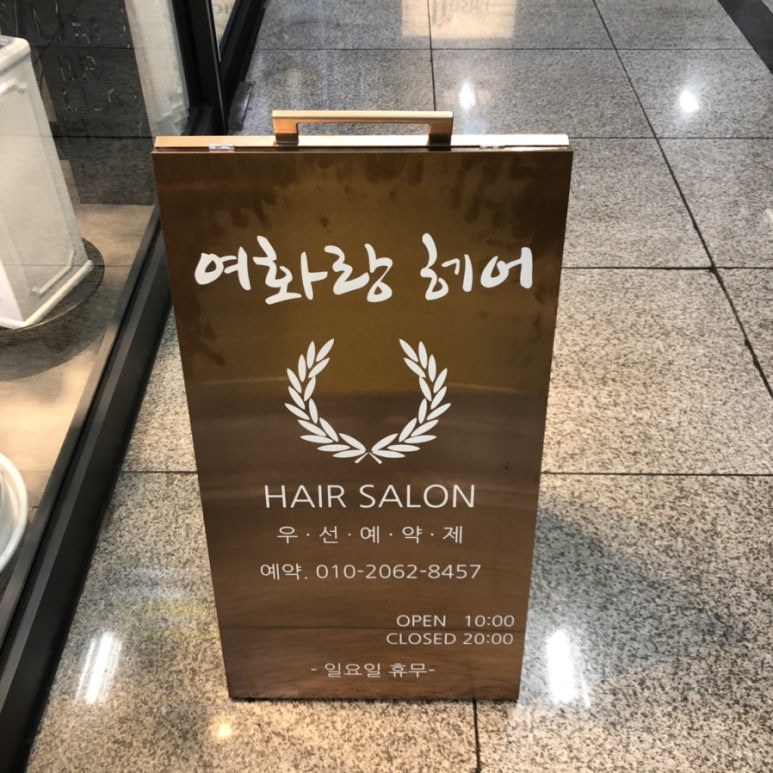 여화랑 헤어
HAIR SALON
우·선·예·약·제
예약. 010-2062-8457
OPEN 10:00
CLOSED 20:00
- 일요일 휴무-